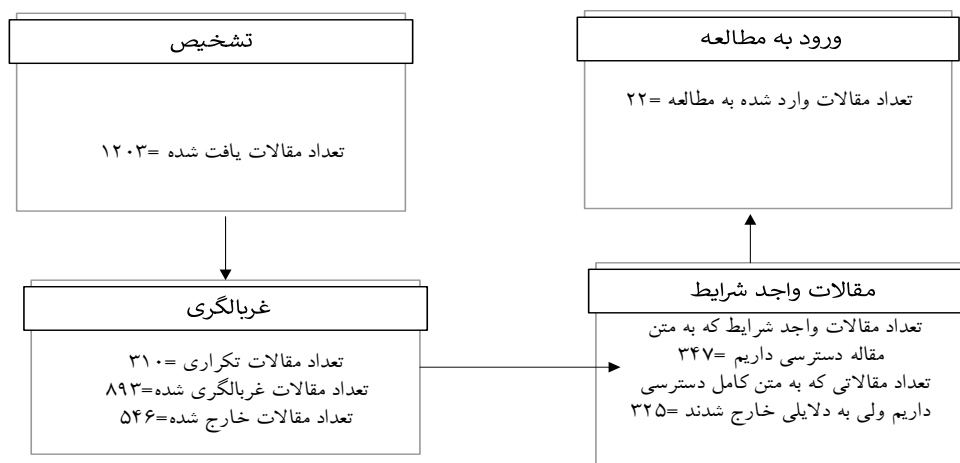 تشخیص
تعداد مقالات یافت شده =۱۲۰۳
غربالگری
تعداد مقالات تکراری =۳۱۰
تعداد مقالات غربالگری شده=۸۹۳
تعداد مقالات خارج شده=۵۴۶
مقالات واجد شرایط
تعداد مقالات واجد شرایط که به متن
مقاله دسترسی داریم =۳۴۷
تعداد مقالاتی که به متن کامل دسترسی
داریم ولی به دلایلی خارج شدند =۳۲۵
ورود به مطالعه
تعداد مقالات وارد شده به مطالعه =۲۲